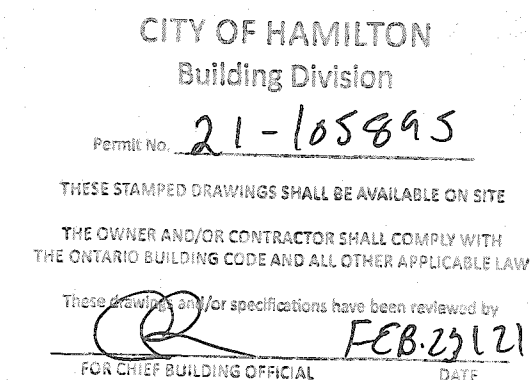 CITY OF HAMILTON
Building Division
Permit No. 21-105895
THESE STAMPED DRAWINGS SHALL BE AVAILABLE ON SITE
THE OWNER AND/OR CONTRACTOR SHALL COMPLY WITH
THE ONTARIO BUILDING CODE AND ALL OTHER APPLICABLE LAW
These drawings and/or specifications have been reviewed by
FEB.23/21
FOR CHIEF BUILDING OFFICIAL DATE